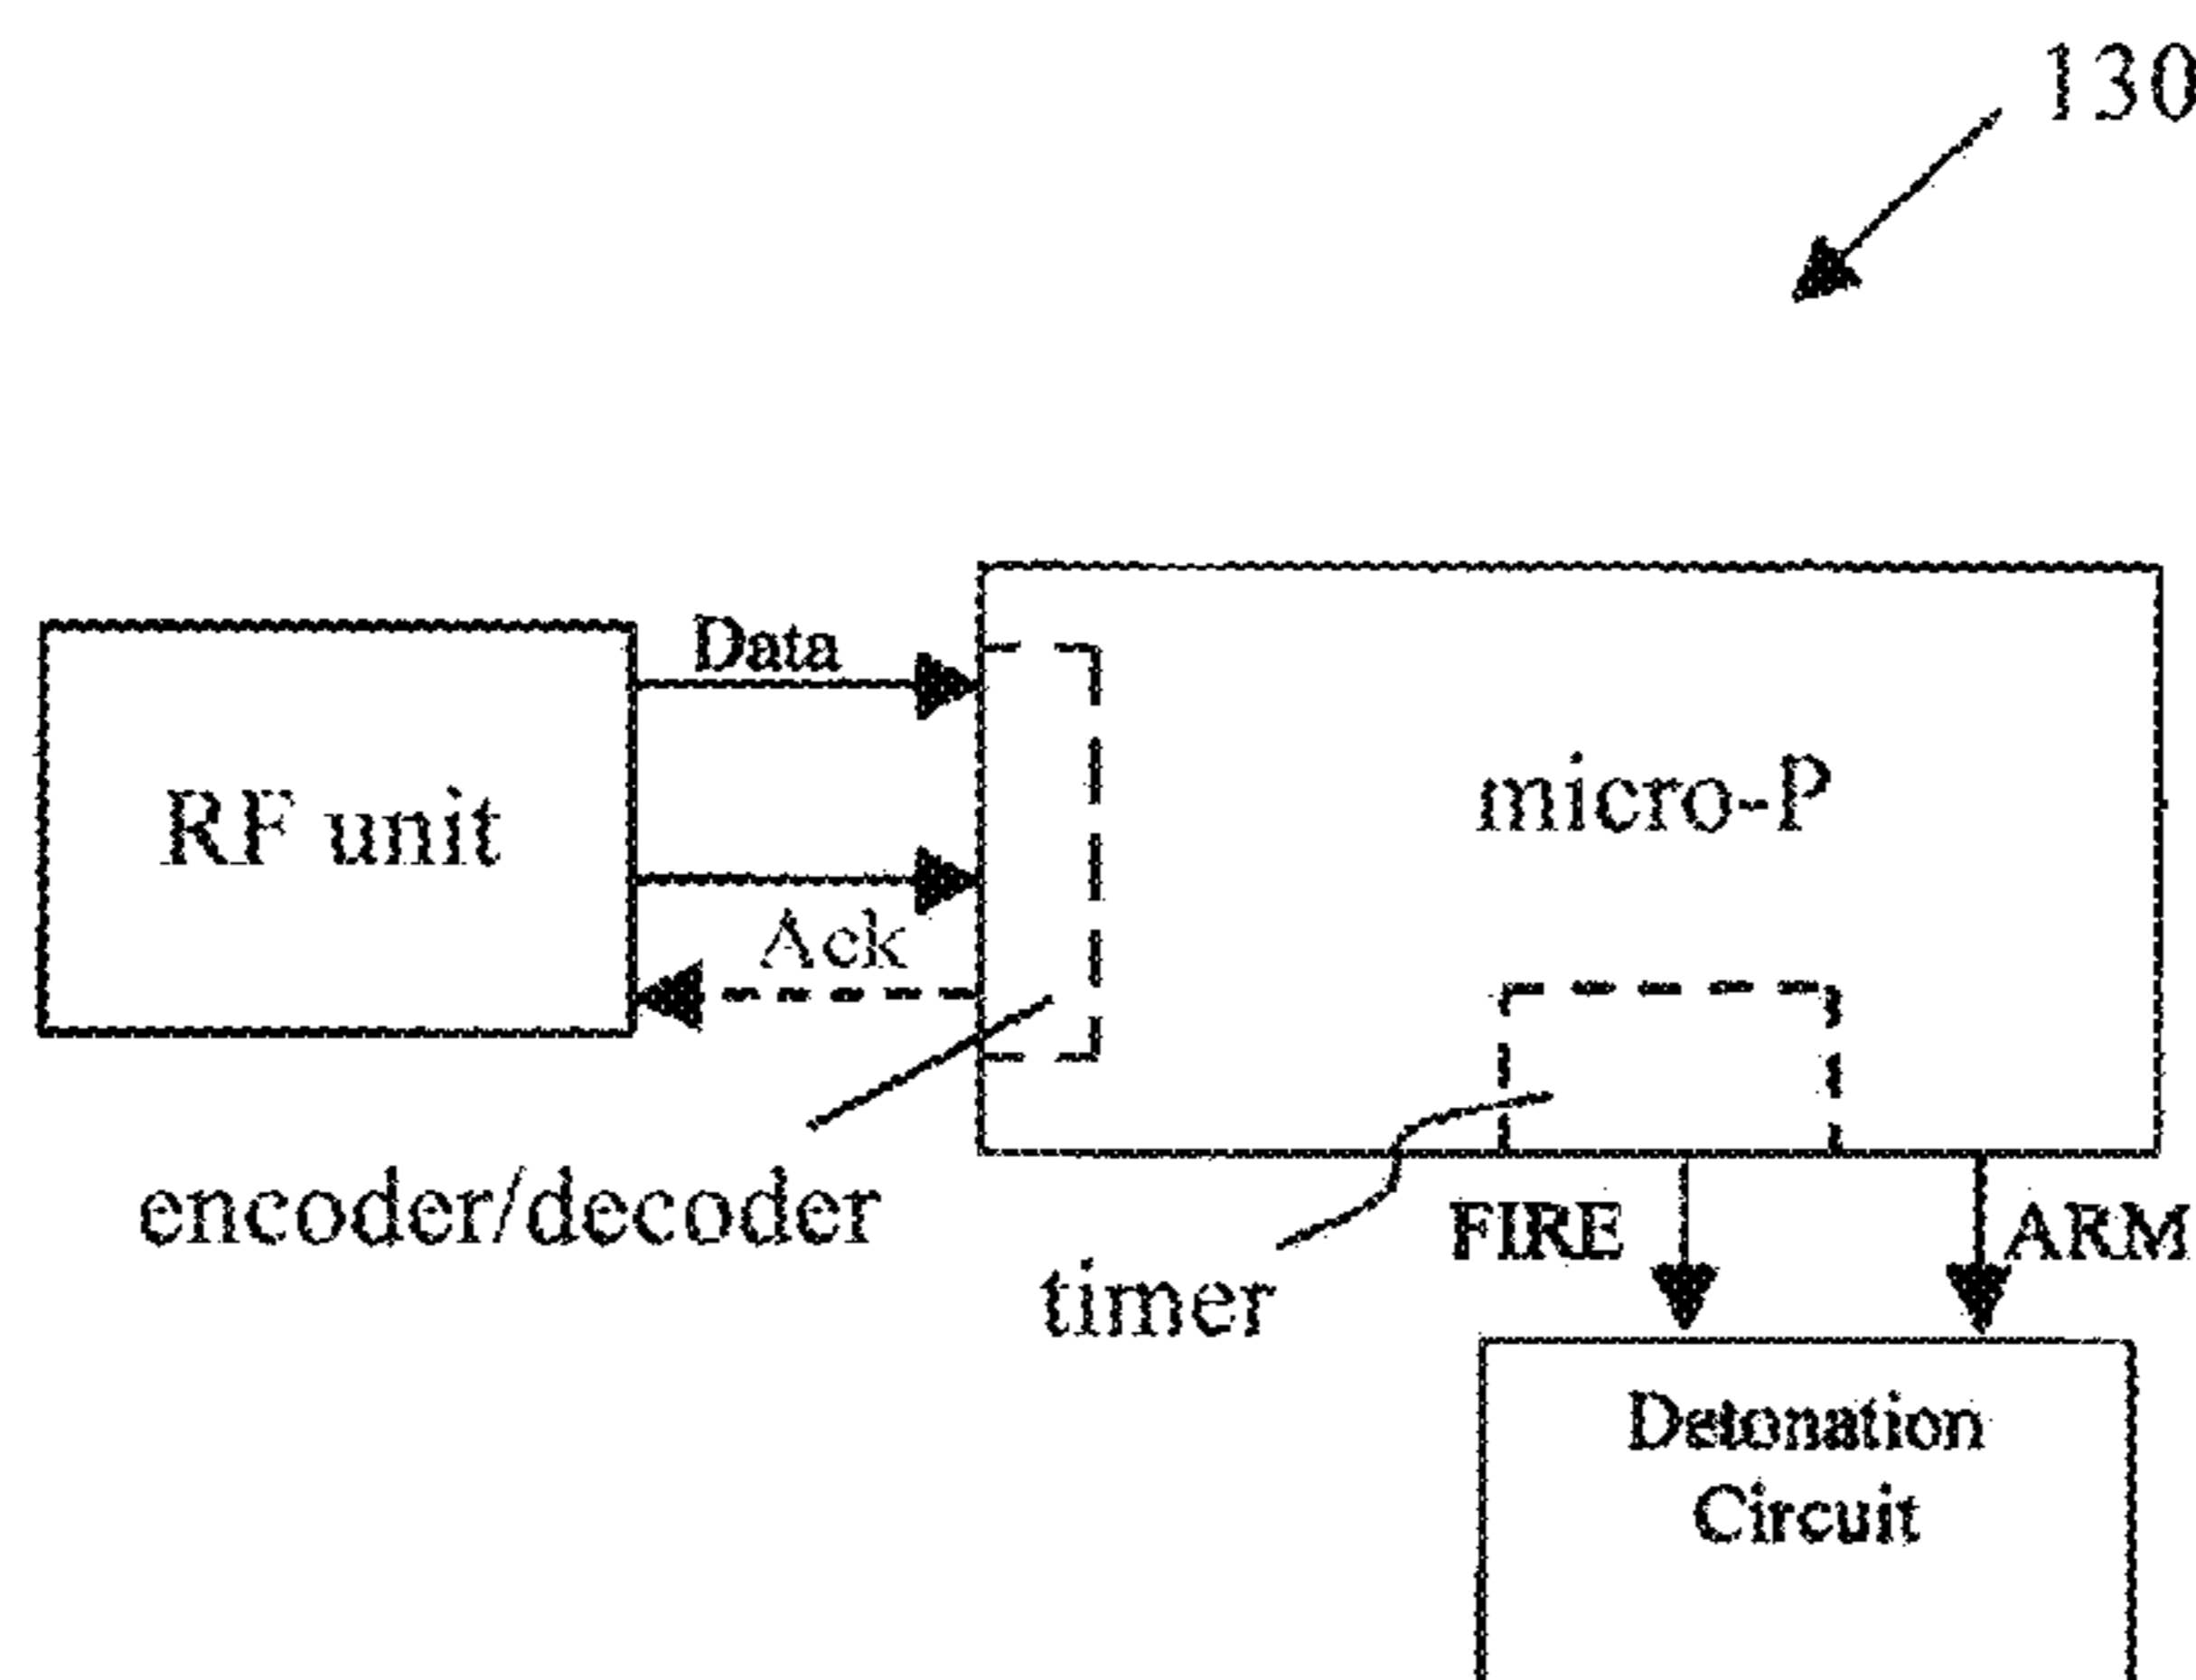 130
Data
RF unit
micro-P
Ack
encoder/decoder
timer
FIRE
ARM
Detonation
Circuit